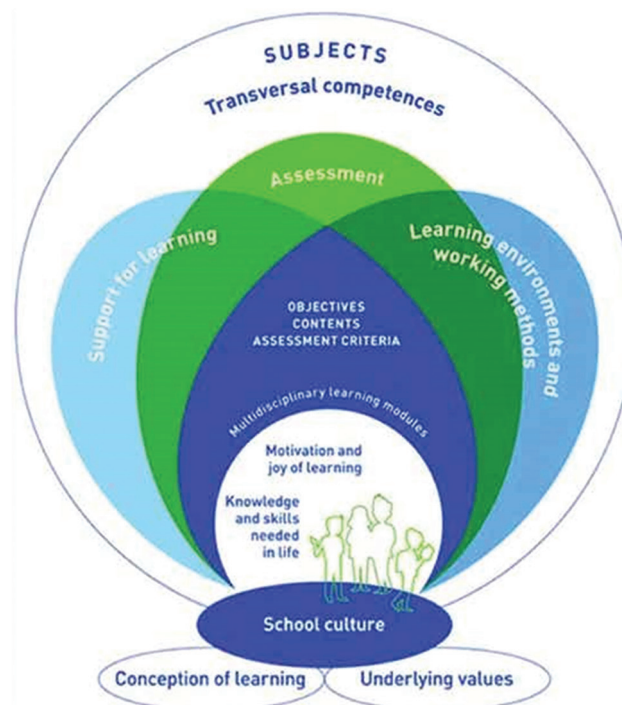 SUBJECTS
Transversal competences
Assessment
Support for learning
Learning environments and
working methods
OBJECTIVES
CONTENTS
ASSESSMENT CRITERIA
Multidisciplinary learning modules
Motivation and
joy of learning
Knowledge
and skills
needed
in life
School culture
Conception of learning
Underlying values